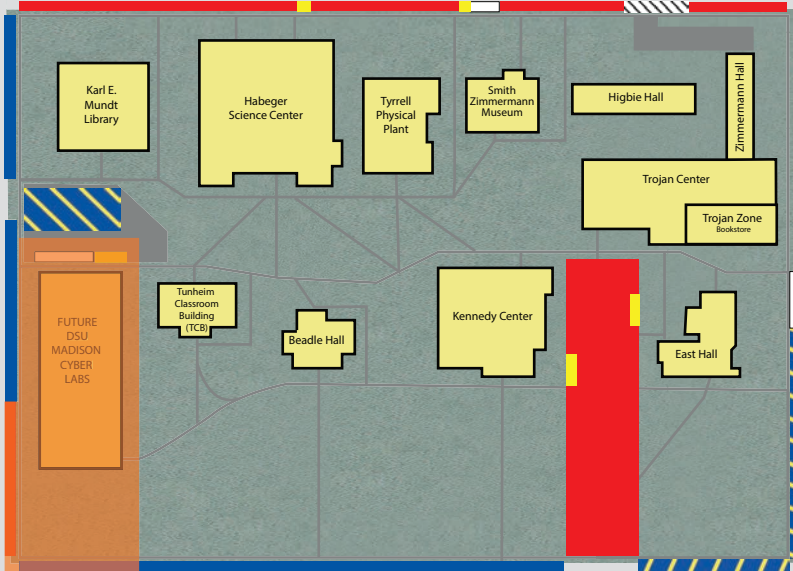 Karl E.
Mundt
Library
Habeger
Science Center
Tyrrell
Physical
Plant
Smith
Zimmermann
Museum
Higbie Hall
Zimmermann Hall
Trojan Center
Trojan Zone
Bookstore
FUTURE
DSU
MADISON
CYBER
LABS
Tunheim
Classroom
Building
(TCB)
Beadle Hall
Kennedy Center
East Hall